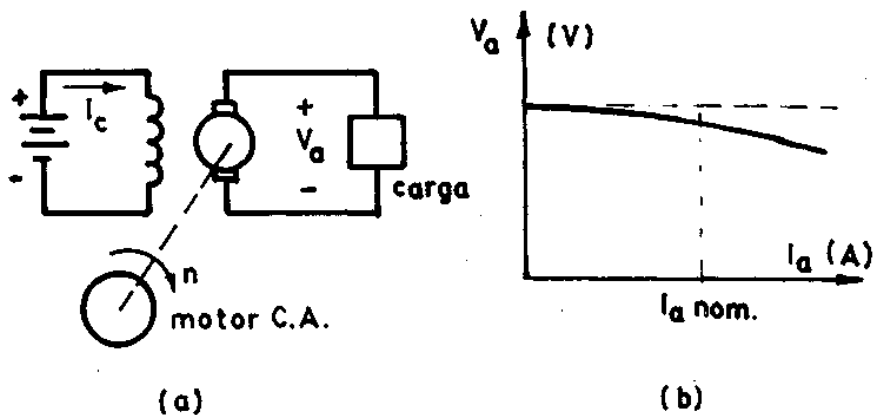 +
I_c
-
+
V_a
-
carga
n
motor C.A.
(a)
V_a (V)
I_a (A)
I_a nom.
(b)